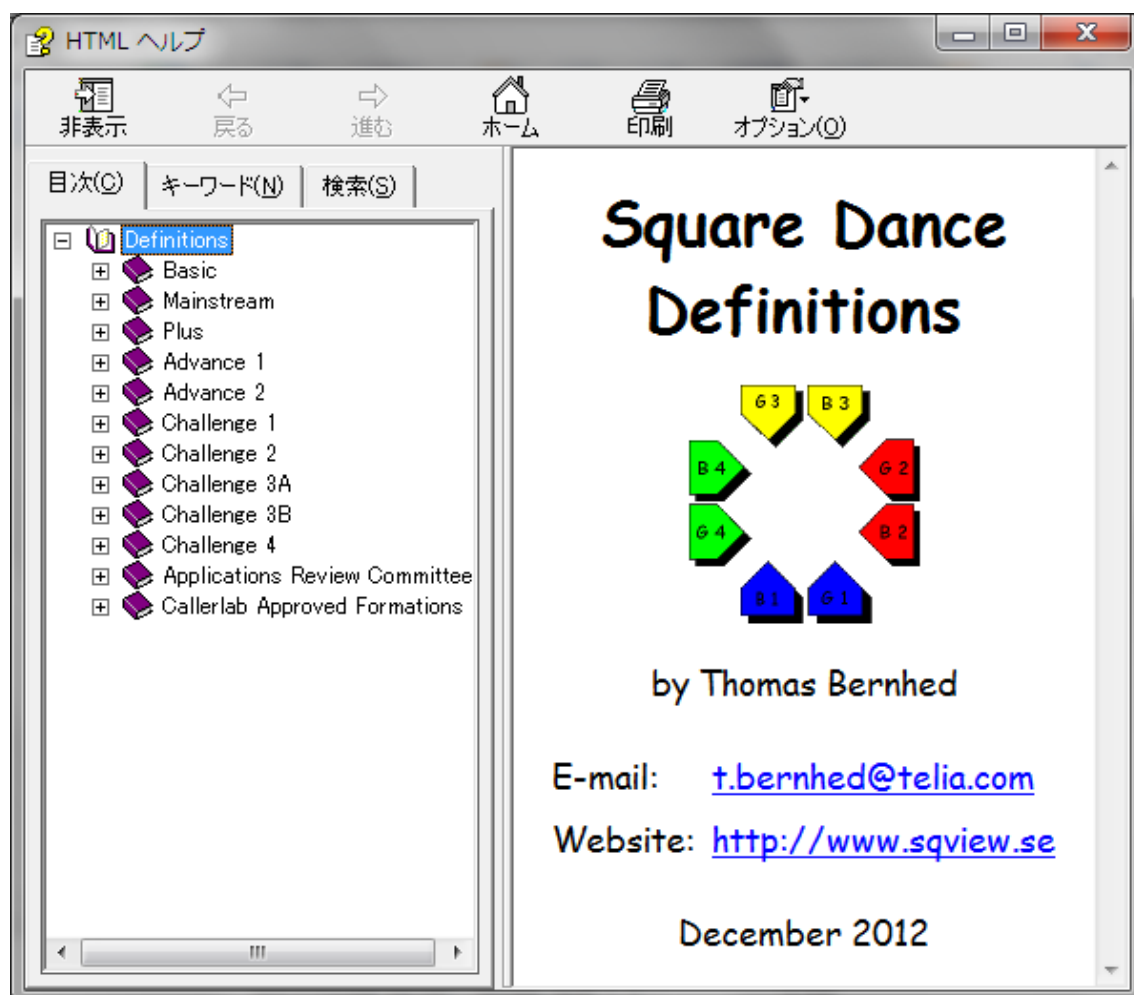 HTML ヘルプ
非表示 戻る 進む ホーム 印刷 オプション(O)
目次(C) キーワード(N) 検索(S)
Definitions
Basic
Mainstream
Plus
Advance 1
Advance 2
Challenge 1
Challenge 2
Challenge 3A
Challenge 3B
Challenge 4
Applications Review Committee
Callerlab Approved Formations
Square Dance
Definitions
G 3 B 3
B 4 G 2
G 4 B 2
B 1 G 1
by Thomas Bernhed
E-mail: t.bernhed@telia.com
Website: http://www.sqview.se
December 2012